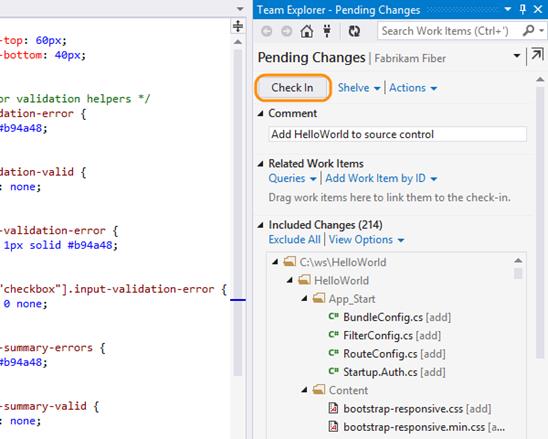 -top: 60px;
-bottom: 40px;
or validation helpers */
dation-error {
#b94a48;
dation-valid {
: none;
-validation-error {
1px solid #b94a48;
"checkbox"].input-validation-error {
0 none;
-summary-errors {
#b94a48;
-summary-valid {
: none;
Team Explorer - Pending Changes
Search Work Items (Ctrl+')
Pending Changes | Fabrikam Fiber
Check In Shelve | Actions
Comment
Add HelloWorld to source control
Related Work Items
Queries | Add Work Item by ID
Drag work items here to link them to the check-in.
Included Changes (214)
Exclude All | View Options
C:\ws\HelloWorld
HelloWorld
App_Start
C# BundleConfig.cs [add]
C# FilterConfig.cs [add]
C# RouteConfig.cs [add]
C# Startup.Auth.cs [add]
Content
bootstrap-responsive.css [add]
bootstrap-responsive.min.css [a...